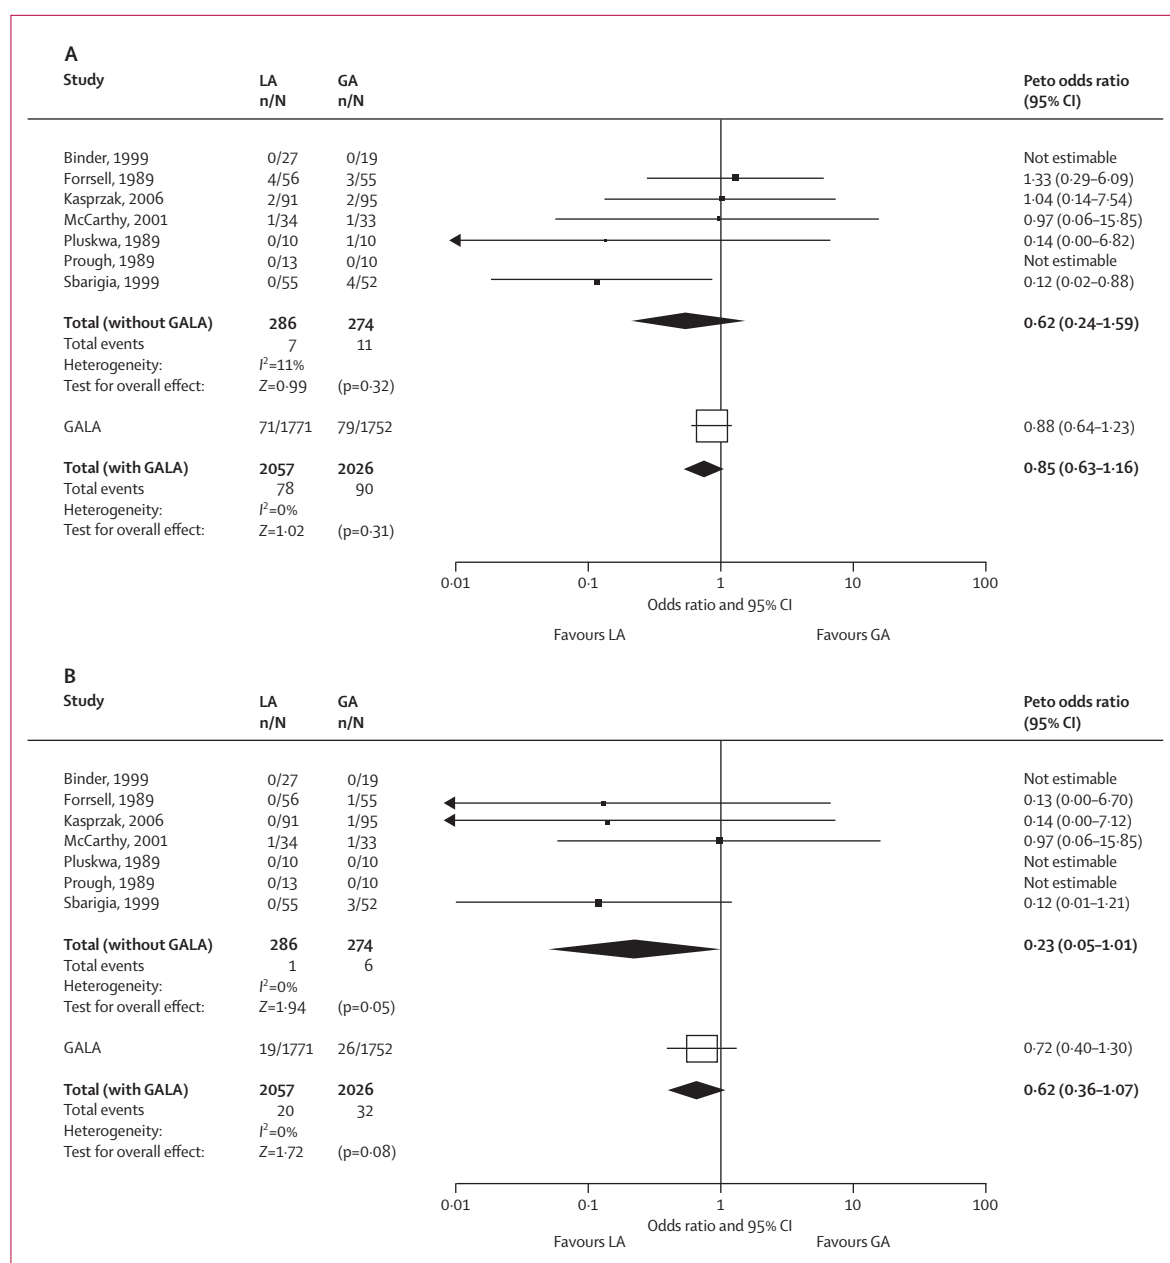 A
Study LA GA Peto odds ratio
n/N n/N (95% CI)
Binder, 1999 0/27 0/19 Not estimable
Forrsell, 1989 4/56 3/55 1·33 (0·29–6·09)
Kasprzak, 2006 2/91 2/95 1·04 (0·14–7·54)
McCarthy, 2001 1/34 1/33 0·97 (0·06–15·85)
Pluskwa, 1989 0/10 1/10 0·14 (0·00–6·82)
Prough, 1989 0/13 0/10 Not estimable
Sbarigia, 1999 0/55 4/52 0·12 (0·02–0·88)
Total (without GALA) 286 274 0·62 (0·24–1·59)
Total events 7 11
Heterogeneity: I²=11%
Test for overall effect: Z=0·99 (p=0·32)
GALA 71/1771 79/1752 0·88 (0·64–1·23)
Total (with GALA) 2057 2026 0·85 (0·63–1·16)
Total events 78 90
Heterogeneity: I²=0%
Test for overall effect: Z=1·02 (p=0·31)
0·01 0·1 1 10 100
Odds ratio and 95% CI
Favours LA Favours GA
B
Study LA GA Peto odds ratio
n/N n/N (95% CI)
Binder, 1999 0/27 0/19 Not estimable
Forrsell, 1989 0/56 1/55 0·13 (0·00–6·70)
Kasprzak, 2006 0/91 1/95 0·14 (0·00–7·12)
McCarthy, 2001 1/34 1/33 0·97 (0·06–15·85)
Pluskwa, 1989 0/10 0/10 Not estimable
Prough, 1989 0/13 0/10 Not estimable
Sbarigia, 1999 0/55 3/52 0·12 (0·01–1·21)
Total (without GALA) 286 274 0·23 (0·05–1·01)
Total events 1 6
Heterogeneity: I²=0%
Test for overall effect: Z=1·94 (p=0·05)
GALA 19/1771 26/1752 0·72 (0·40–1·30)
Total (with GALA) 2057 2026 0·62 (0·36–1·07)
Total events 20 32
Heterogeneity: I²=0%
Test for overall effect: Z=1·72 (p=0·08)
0·01 0·1 1 10 100
Odds ratio and 95% CI
Favours LA Favours GA